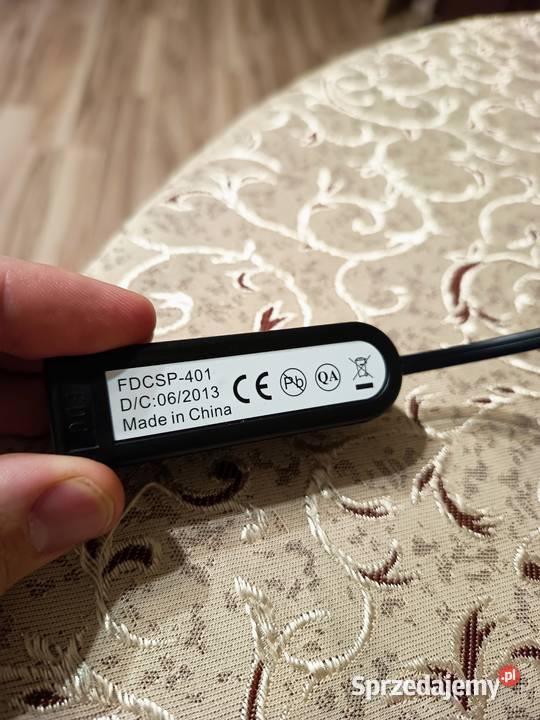 FDCSP-401
D/C:06/2013
Made in China
CE
Pb
QA
Sprzedajemy.pl